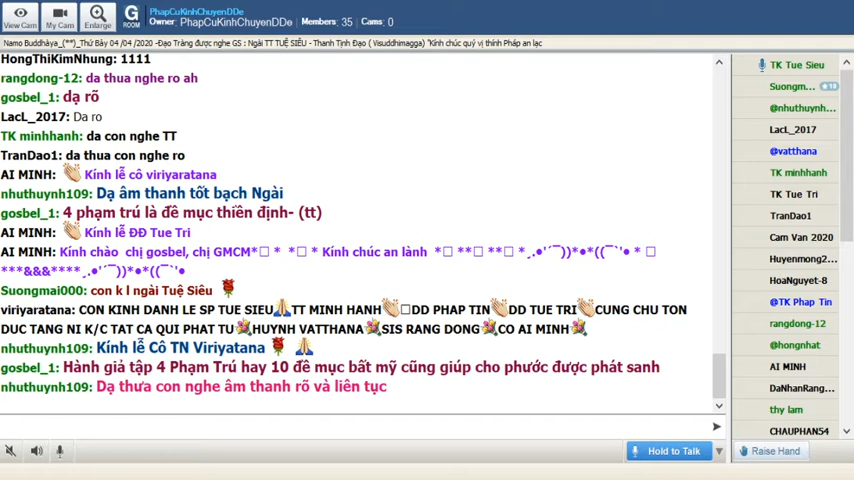 PhapCuKinhChuyenDDe
Owner: PhapCuKinhChuyenDDe Members: 35 Cams: 0
View Cam My Cam Enlarge G ROOM
Namo Buddhàya_(**)_Thứ Bảy 04 /04 /2020 -Đạo Tràng được nghe GS : Ngài TT TUỆ SIÊU - Thanh Tịnh Đạo ( Visuddhimagga) "Kính chúc quý vị thính Pháp an lạc
HongThiKimNhung: 1111
rangdong-12: da thua nghe ro ah
gosbel_1: dạ rõ
LacL_2017: Da ro
TK minhhanh: da con nghe TT
TranDao1: da thua con nghe ro
AI MINH: 👏 Kính lễ cô viriyaratana
nhuthuynh109: Dạ âm thanh tốt bạch Ngài
gosbel_1: 4 phạm trú là đề mục thiền định- (tt)
AI MINH: 👏 Kính lễ ĐĐ Tue Tri
AI MINH: Kính chào chị gosbel, chị GMCM*□ * *□ * Kính chúc an lành *□ **□ **□ *¸.•'´¯))*•*((¯`'• * □
***&&&****¸.•'´¯))*•*((¯`'•
Suongmai000: con k l ngài Tuệ Siêu 🌹
viriyaratana: CON KINH DANH LE SP TUE SIEU🙏TT MINH HANH👏□DD PHAP TIN👏DD TUE TRI👏CUNG CHU TON
DUC TANG NI K/C TAT CA QUI PHAT TU💐HUYNH VATTHANA💐SIS RANG DONG💐CO AI MINH💐
nhuthuynh109: Kính lễ Cô TN Viriyatana 🌹 🙏
gosbel_1: Hành giả tập 4 Phạm Trú hay 10 đề mục bất mỹ cũng giúp cho phước được phát sanh
nhuthuynh109: Dạ thưa con nghe âm thanh rõ và liên tục
Hold to Talk
TK Tue Sieu
Suongm... 18
@nhuthuynh...
LacL_2017
@vatthana
TK minhhanh
TK Tue Tri
TranDao1
Cam Van 2020
Huyenmong2...
HoaNguyet-8
@TK Phap Tin
rangdong-12
@hongnhat
AI MINH
DaNhanRang...
thy lam
CHAUPHAN54
Raise Hand